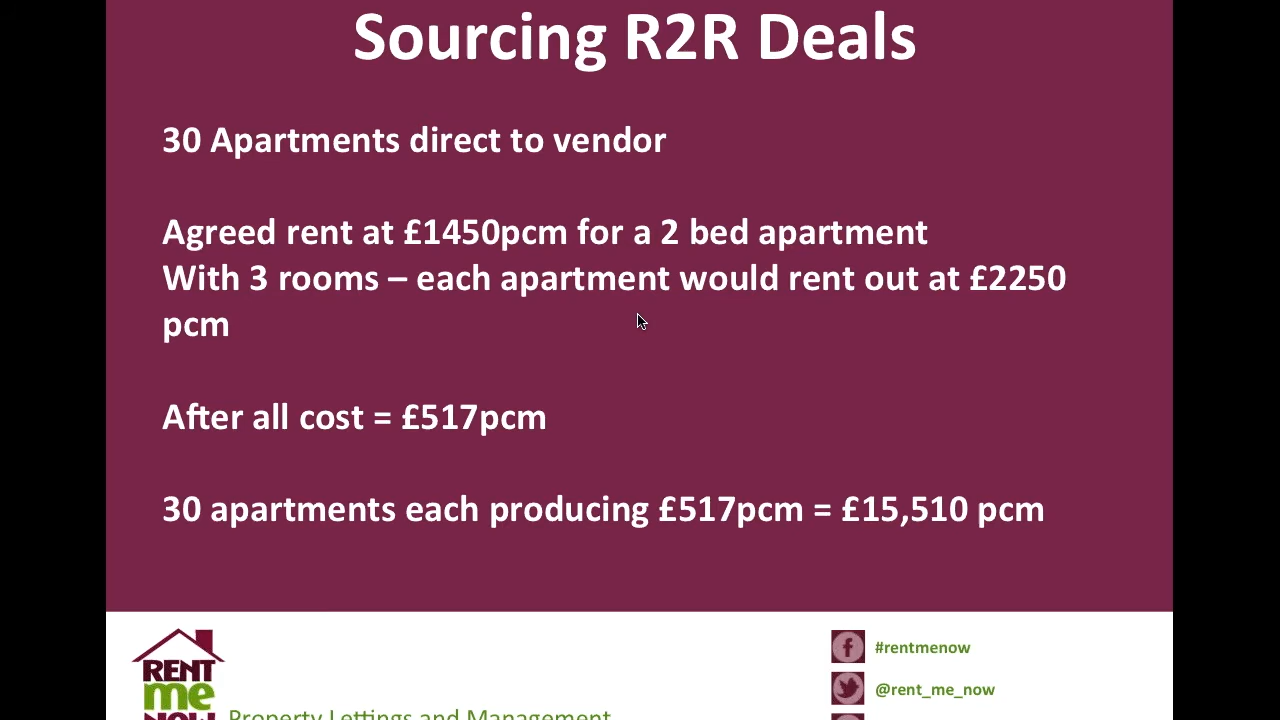 Sourcing R2R Deals
30 Apartments direct to vendor
Agreed rent at £1450pcm for a 2 bed apartment
With 3 rooms – each apartment would rent out at £2250
pcm
After all cost = £517pcm
30 apartments each producing £517pcm = £15,510 pcm
RENT
me
NOW
Property Lettings and Management
#rentmenow
@rent_me_now